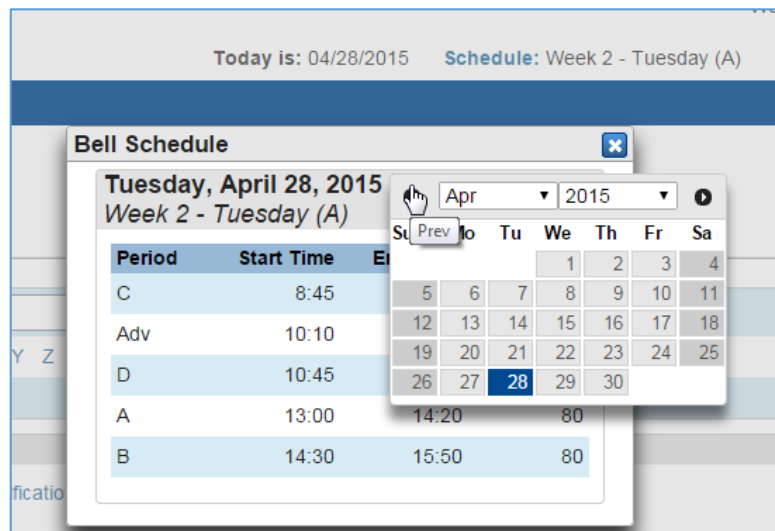 Today is: 04/28/2015 Schedule: Week 2 - Tuesday (A)
Bell Schedule
Tuesday, April 28, 2015
Week 2 - Tuesday (A)
Apr 2015
Prev
Tu We Th Fr Sa
1 2 3 4
5 6 7 8 9 10 11
12 13 14 15 16 17 18
19 20 21 22 23 24 25
26 27 28 29 30
Period Start Time
C 8:45
Adv 10:10
D 10:45
A 13:00 14:20 80
B 14:30 15:50 80
Y Z